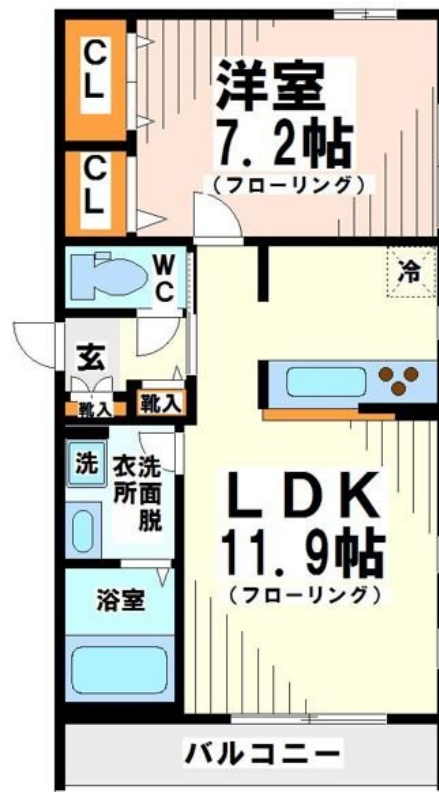 CL
洋室
7.2帖
(フローリング)
CL
WC
冷
玄
靴入
靴入
洗
洗面脱
衣所
LDK
11.9帖
(フローリング)
浴室
バルコニー